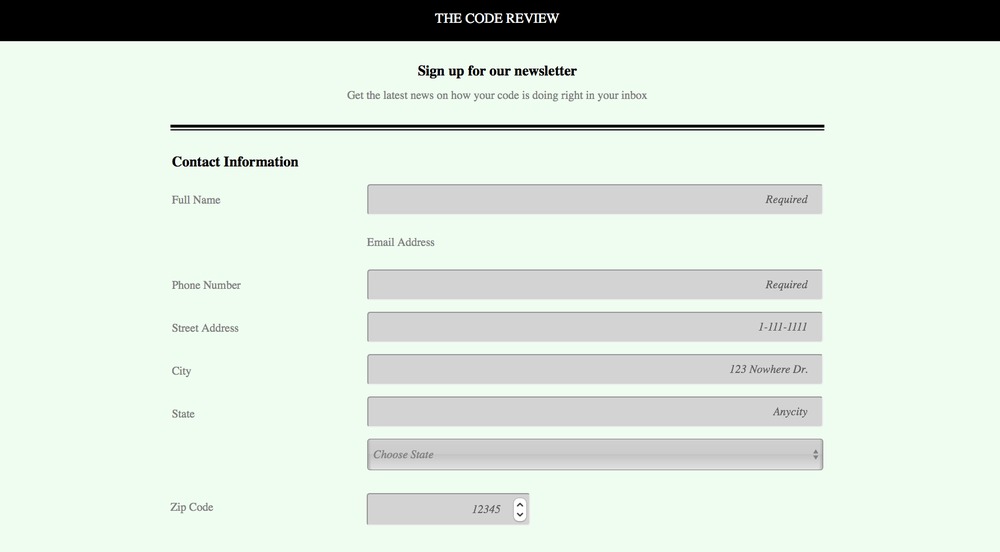 THE CODE REVIEW
Sign up for our newsletter
Get the latest news on how your code is doing right in your inbox
Contact Information
Full Name Required
Email Address
Phone Number Required
Street Address 1-111-1111
City 123 Nowhere Dr.
State Anycity
Choose State
Zip Code 12345